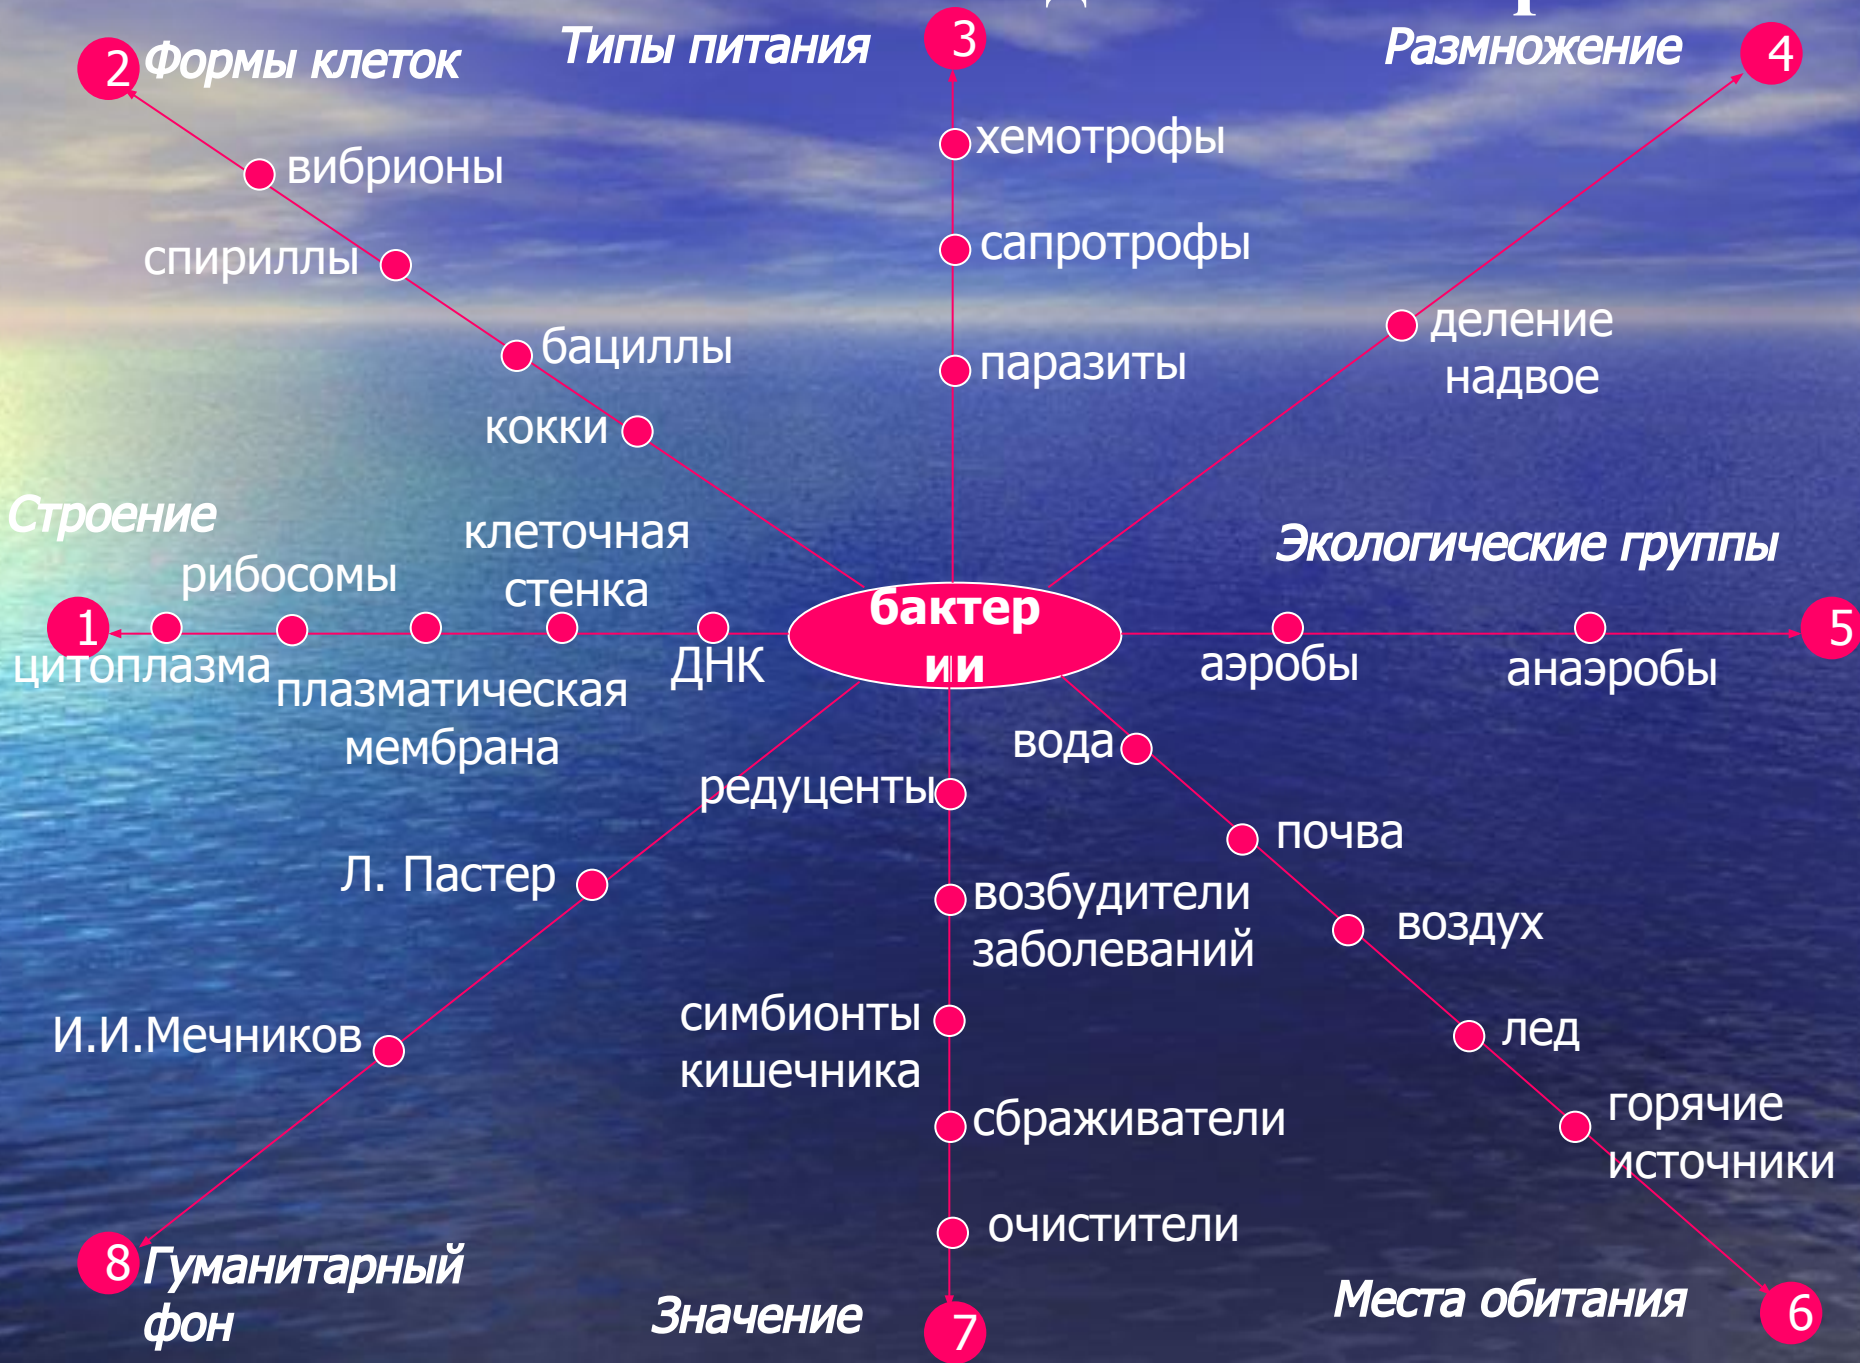 2 Формы клеток
Типы питания 3
Размножение 4
вибрионы
спириллы
бациллы
кокки
хемотрофы
сапротрофы
паразиты
деление
надвое
Строение
1
цитоплазма
рибосомы
плазматическая
мембрана
клеточная
стенка
ДНК
бактер
ии
Экологические группы
аэробы
анаэробы
5
вода
почва
воздух
лед
горячие
источники
Места обитания 6
редуценты
возбудители
заболеваний
симбионты
кишечника
сбраживатели
очистители
Значение 7
Л. Пастер
И.И.Мечников
8 Гуманитарный
фон